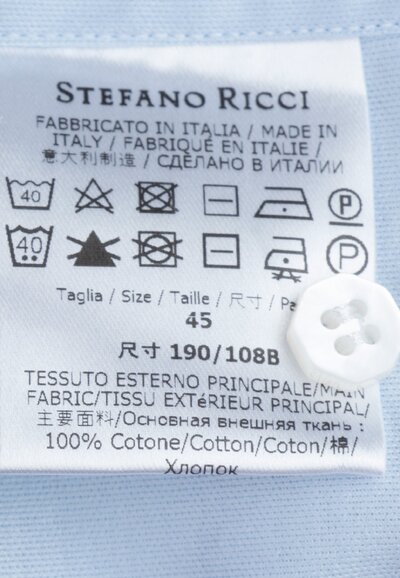 STEFANO RICCI
FABBRICATO IN ITALIA / MADE IN
ITALY / FABRIQUÉ EN ITALIE /
意大利制造 / СДЕЛАНО В ИТАЛИИ
40 P
40 P
Taglia / Size / Taille / 尺寸 /
45
尺寸 190/108B
TESSUTO ESTERNO PRINCIPALE/MAIN
FABRIC/TISSU EXTéRIEUR PRINCIPAL/
主要面料/Основная внешняя ткань :
100% Cotone/Cotton/Coton/棉/
Хлопок